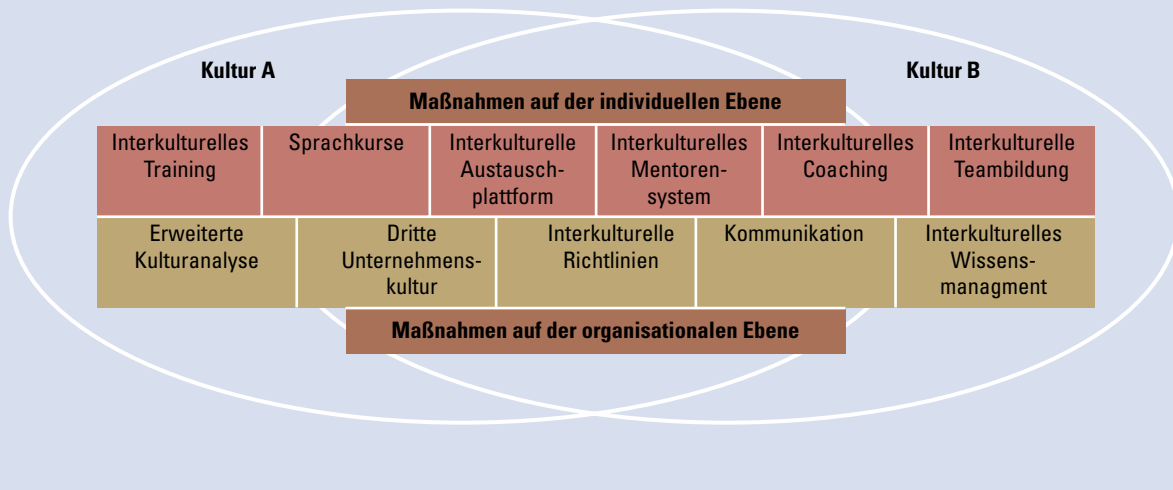 Kultur A
Kultur B
Maßnahmen auf der individuellen Ebene
Interkulturelles
Training
Sprachkurse
Interkulturelle
Austausch-
plattform
Interkulturelles
Mentoren-
system
Interkulturelles
Coaching
Interkulturelle
Teambildung
Erweiterte
Kulturanalyse
Dritte
Unternehmens-
kultur
Interkulturelle
Richtlinien
Kommunikation
Interkulturelles
Wissens-
managment
Maßnahmen auf der organisationalen Ebene